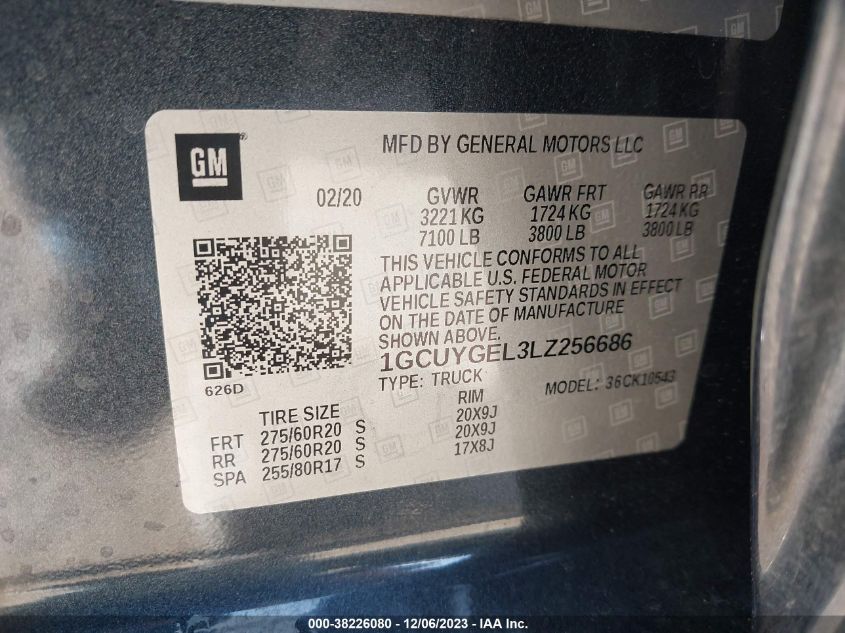 GM
MFD BY GENERAL MOTORS LLC
02/20
GVWR GAWR FRT GAWR RR
3221 KG 1724 KG 1724 KG
7100 LB 3800 LB 3800 LB
THIS VEHICLE CONFORMS TO ALL
APPLICABLE U.S. FEDERAL MOTOR
VEHICLE SAFETY STANDARDS IN EFFECT
ON THE DATE OF MANUFACTURE
SHOWN ABOVE.
1GCUYGEL3LZ256686
626D
TYPE: TRUCK MODEL: 36CK10543
TIRE SIZE RIM
FRT 275/60R20 S 20X9J
RR 275/60R20 S 20X9J
SPA 255/80R17 S 17X8J
000-38226080 - 12/06/2023 - IAA Inc.